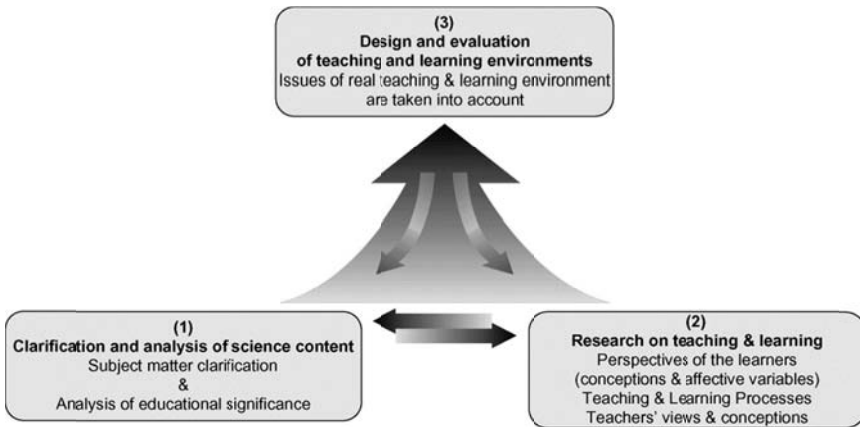 (3)
Design and evaluation
of teaching and learning environments
Issues of real teaching & learning environment
are taken into account
(1)
Clarification and analysis of science content
Subject matter clarification
&
Analysis of educational significance
(2)
Research on teaching & learning
Perspectives of the learners
(conceptions & affective variables)
Teaching & Learning Processes
Teachers' views & conceptions